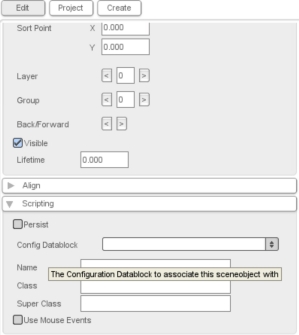 Edit Project Create
Sort Point X 0.000
Y 0.000
Layer < 0 >
Group < 0 >
Back/Forward < >
Visible
Lifetime 0.000
Align
Scripting
Persist
Config Datablock
Name
The Configuration Datablock to associate this sceneobject with
Class
Super Class
Use Mouse Events